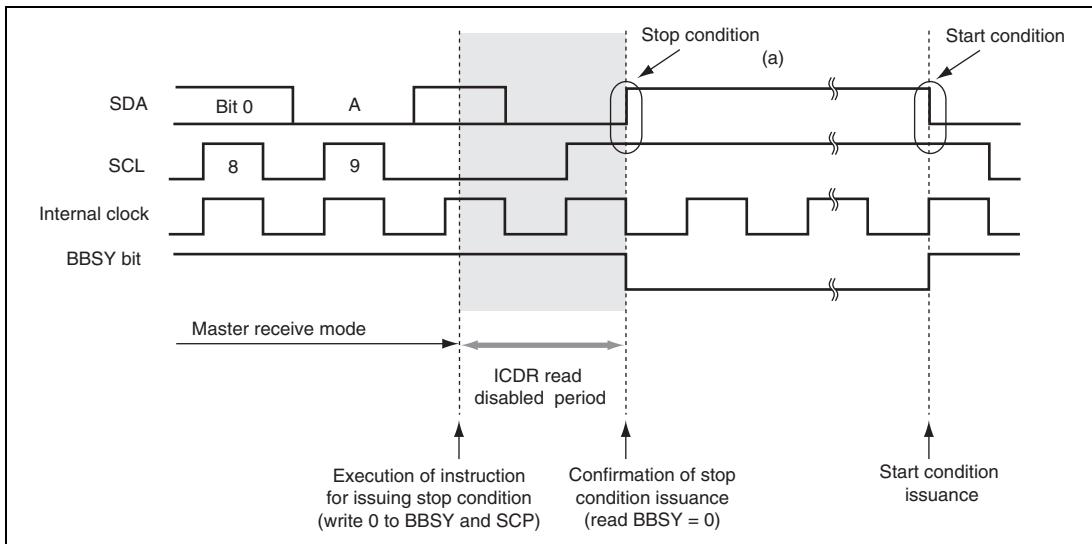 Stop condition
Start condition
(a)
SDA
Bit 0
A
SCL
8
9
Internal clock
BBSY bit
Master receive mode
ICDR read
disabled period
Execution of instruction
for issuing stop condition
(write 0 to BBSY and SCP)
Confirmation of stop
condition issuance
(read BBSY = 0)
Start condition
issuance